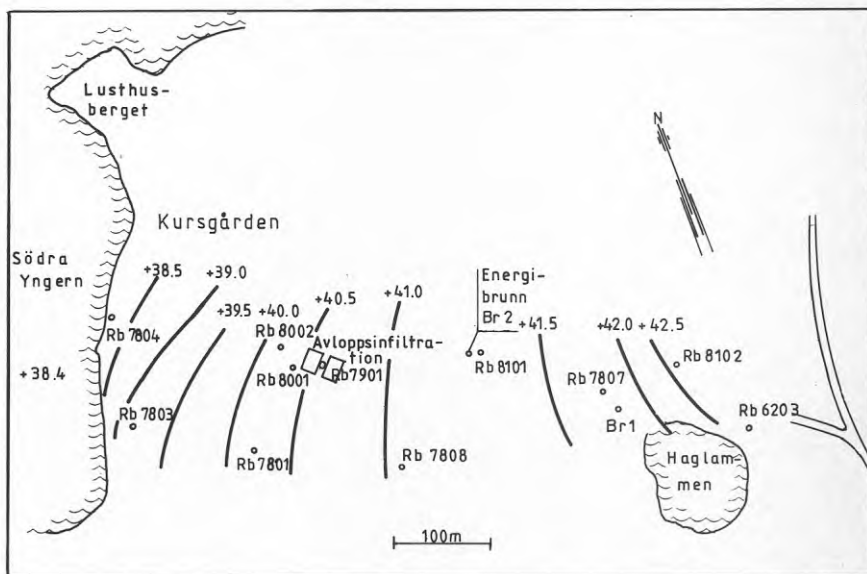 Lusthus-
berget
N
Kursgården
Södra
Yngern
+38.5
+39.0
+39.5
+40.0
+40.5
+41.0
Energi-
brunn
Br 2
+41.5
+42.0
+42.5
Rb 7804
Rb 8002
Avloppsinfiltra-
tion
Rb 8001
Rb 7901
Rb 8101
Rb 8102
+38.4
Rb 7803
Rb 7807
Br1
Rb 6203
Rb 7801
Rb 7808
Haglam-
men
100m